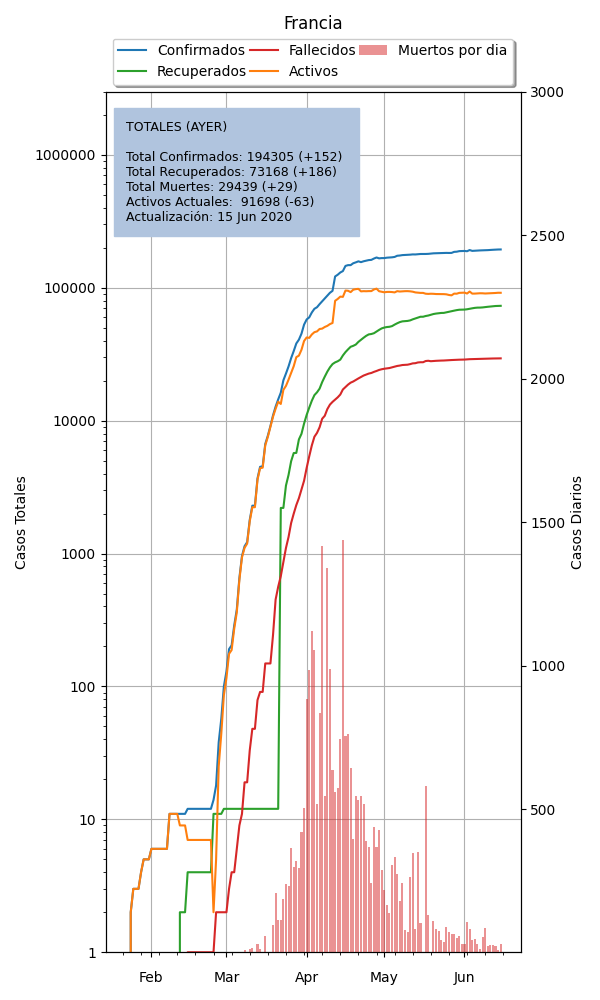 Francia
Confirmados
Recuperados
Fallecidos
Activos
Muertos por dia
TOTALES (AYER)
Total Confirmados: 194305 (+152)
Total Recuperados: 73168 (+186)
Total Muertes: 29439 (+29)
Activos Actuales:  91698 (-63)
Actualización: 15 Jun 2020
Casos Totales
1000000
100000
10000
1000
100
10
1
3000
2500
2000
1500
1000
500
Casos Diarios
Feb Mar Apr May Jun